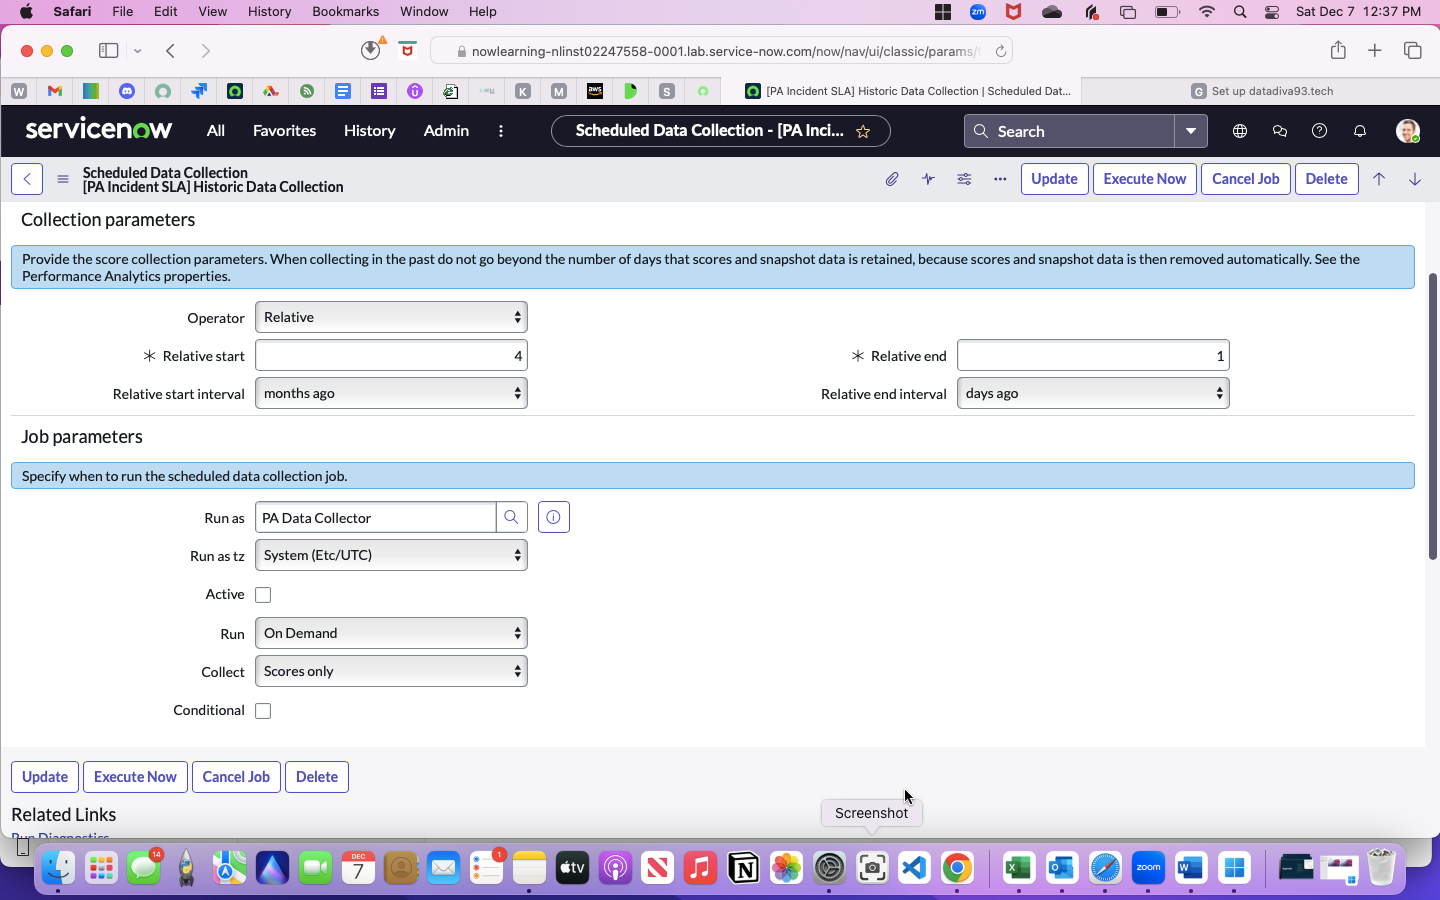 Safari File Edit View History Bookmarks Window Help zm Sat Dec 7 12:37 PM
nowlearning-nlinst02247558-0001.lab.service-now.com/now/nav/ui/classic/params/
W K M aws S [PA Incident SLA] Historic Data Collection | Scheduled Dat... G Set up datadiva93.tech
servicenow All Favorites History Admin Scheduled Data Collection - [PA Inci... Search
Scheduled Data Collection
[PA Incident SLA] Historic Data Collection
Update Execute Now Cancel Job Delete
Collection parameters
Provide the score collection parameters. When collecting in the past do not go beyond the number of days that scores and snapshot data is retained, because scores and snapshot data is then removed automatically. See the
Performance Analytics properties.
Operator Relative
Relative start 4 Relative end 1
Relative start interval months ago Relative end interval days ago
Job parameters
Specify when to run the scheduled data collection job.
Run as PA Data Collector
Run as tz System (Etc/UTC)
Active
Run On Demand
Collect Scores only
Conditional
Update Execute Now Cancel Job Delete
Related Links
Run Diagnostics
Screenshot
14 DEC 7 1 tv zoom